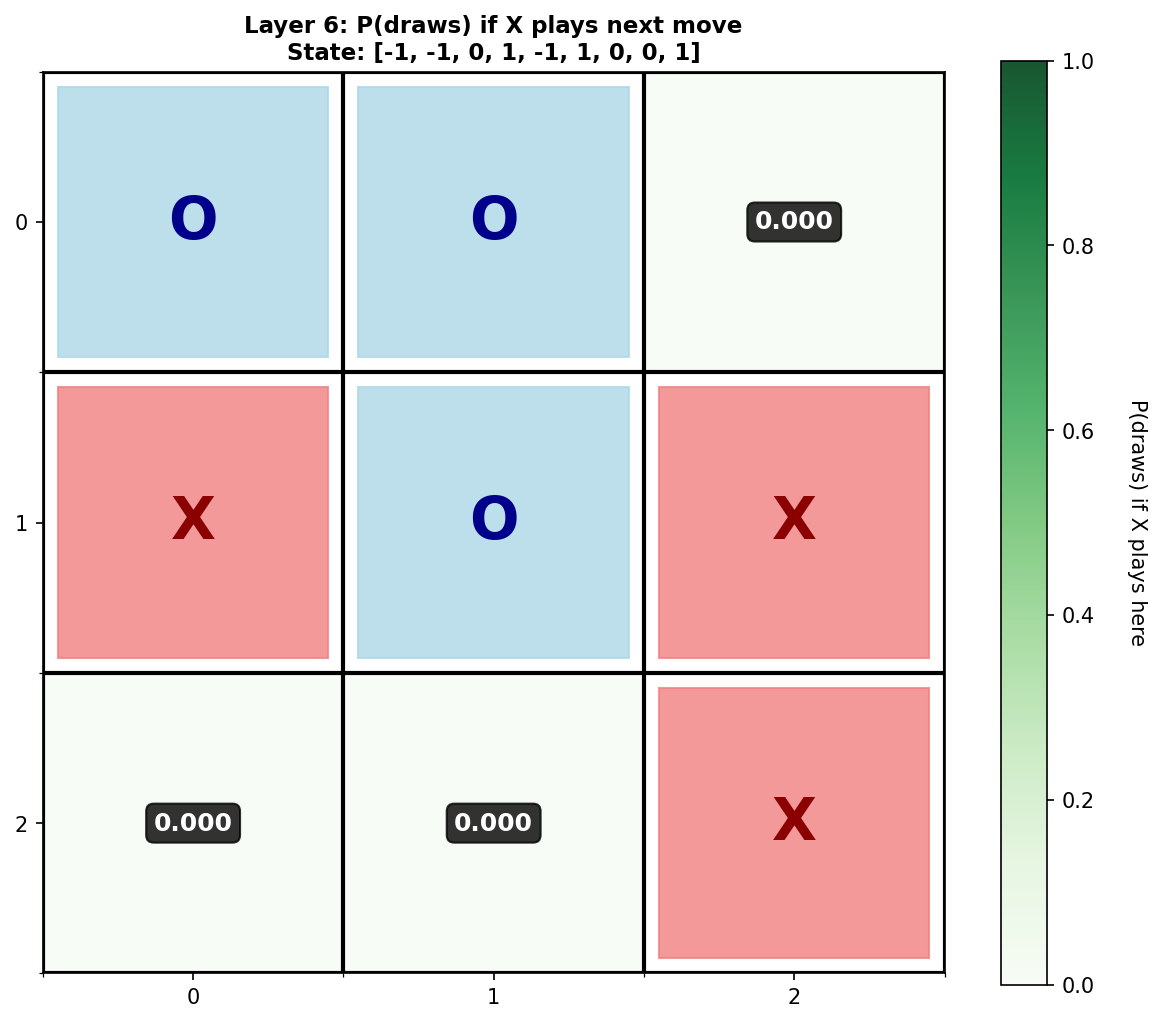 Layer 6: P(draws) if X plays next move
State: [-1, -1, 0, 1, -1, 1, 0, 0, 1]
0
O
O
0.000
1
X
O
X
2
0.000
0.000
X
0
1
2
1.0
0.8
0.6
0.4
0.2
0.0
P(draws) if X plays here